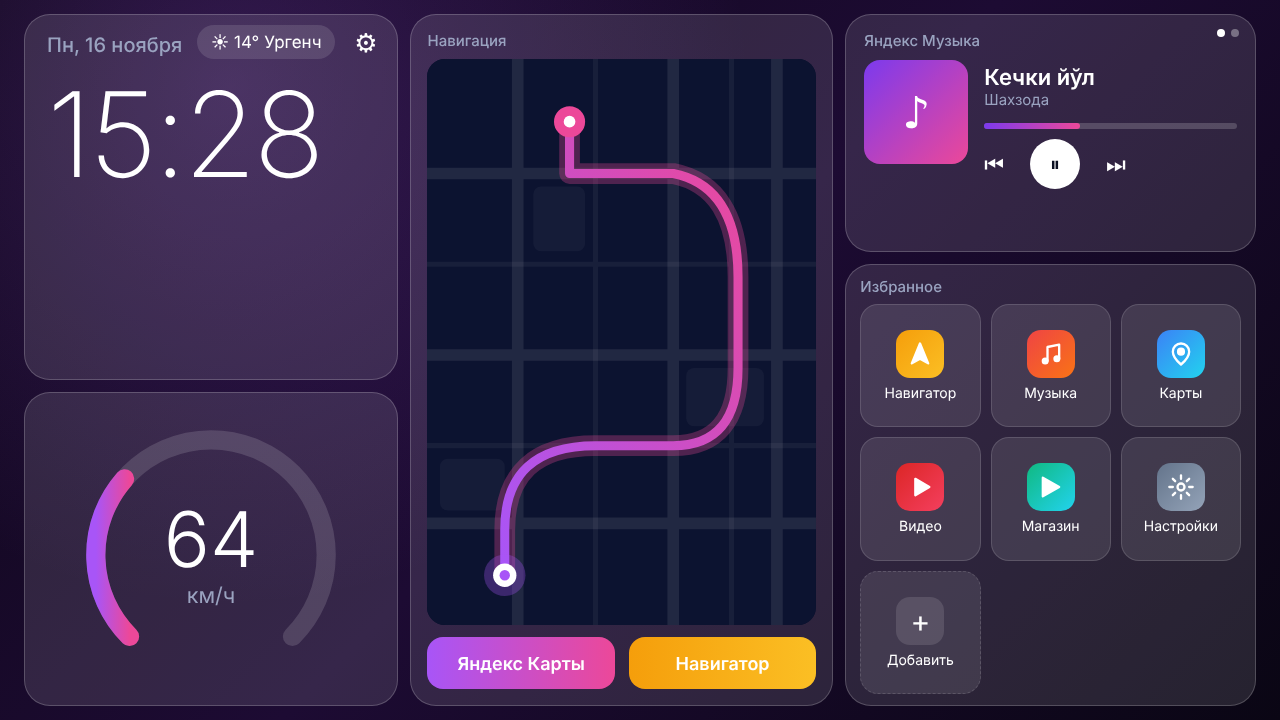 Пн, 16 ноября
14° Ургенч
15:28
64
км/ч
Навигация
Яндекс Карты
Навигатор
Яндекс Музыка
Кечки йўл
Шахзода
Избранное
Навигатор
Музыка
Карты
Видео
Магазин
Настройки
+
Добавить